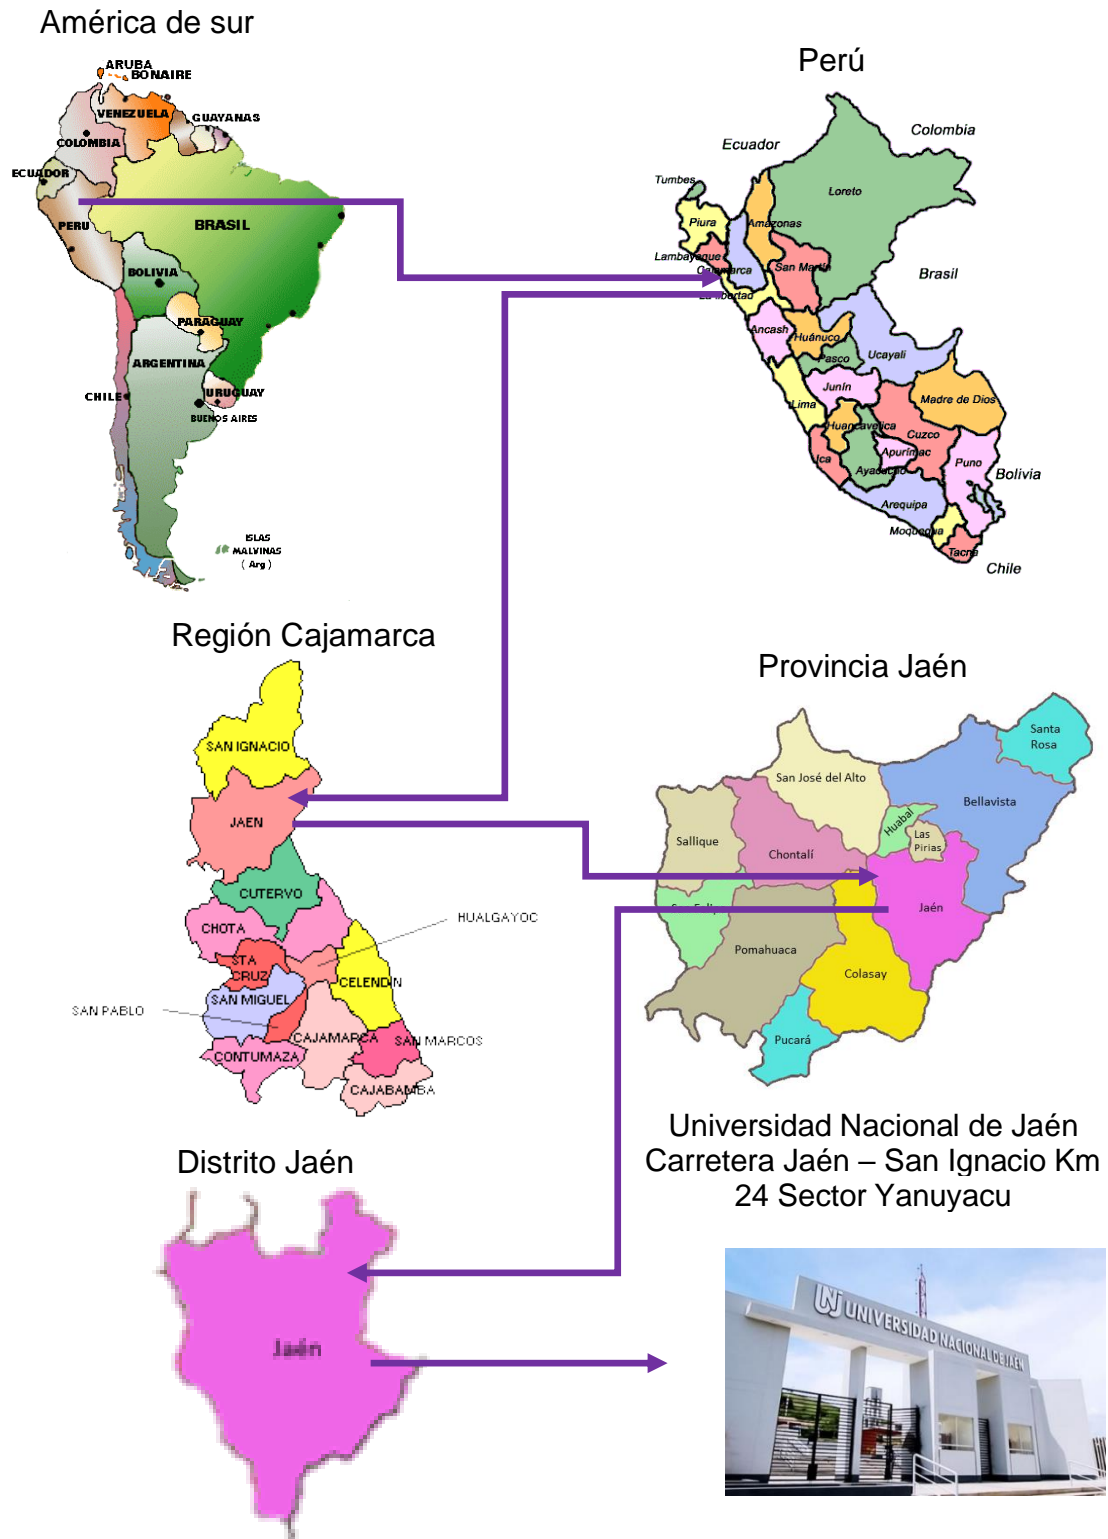 América de sur
ARUBA
BONAIRE
VENEZUELA
GUAYANAS
COLOMBIA
ECUADOR
PERU
BRASIL
BOLIVIA
PARAGUAY
ARGENTINA
CHILE
URUGUAY
BUENOS AIRES
ISLAS
MALVINAS
( Arg )
Perú
Colombia
Ecuador
Tumbes
Loreto
Piura
Amazonas
Lambayeque
Cajamarca
San Martín
Brasil
La libertad
Ancash
Huánuco
Ucayali
Pasco
Junín
Madre de Dios
Lima
Huancavelica
Cuzco
Ica
Apurímac
Puno
Ayacucho
Bolivia
Arequipa
Moquegua
Tacna
Chile
Región Cajamarca
SAN IGNACIO
JAEN
CUTERVO
HUALGAYOC
CHOTA
STA
CRUZ
CELENDIN
SAN MIGUEL
SAN PABLO
CAJAMARCA
SAN MARCOS
CONTUMAZA
CAJABAMBA
Provincia Jaén
Santa
Rosa
San José del Alto
Bellavista
Huabal
Las
Pirias
Sallique
Chontalí
San Felipe
Jaén
Pomahuaca
Colasay
Pucará
Universidad Nacional de Jaén
Carretera Jaén – San Ignacio Km
24 Sector Yanuyacu
Distrito Jaén
Jaén
UNJ UNIVERSIDAD NACIONAL DE JAÉN